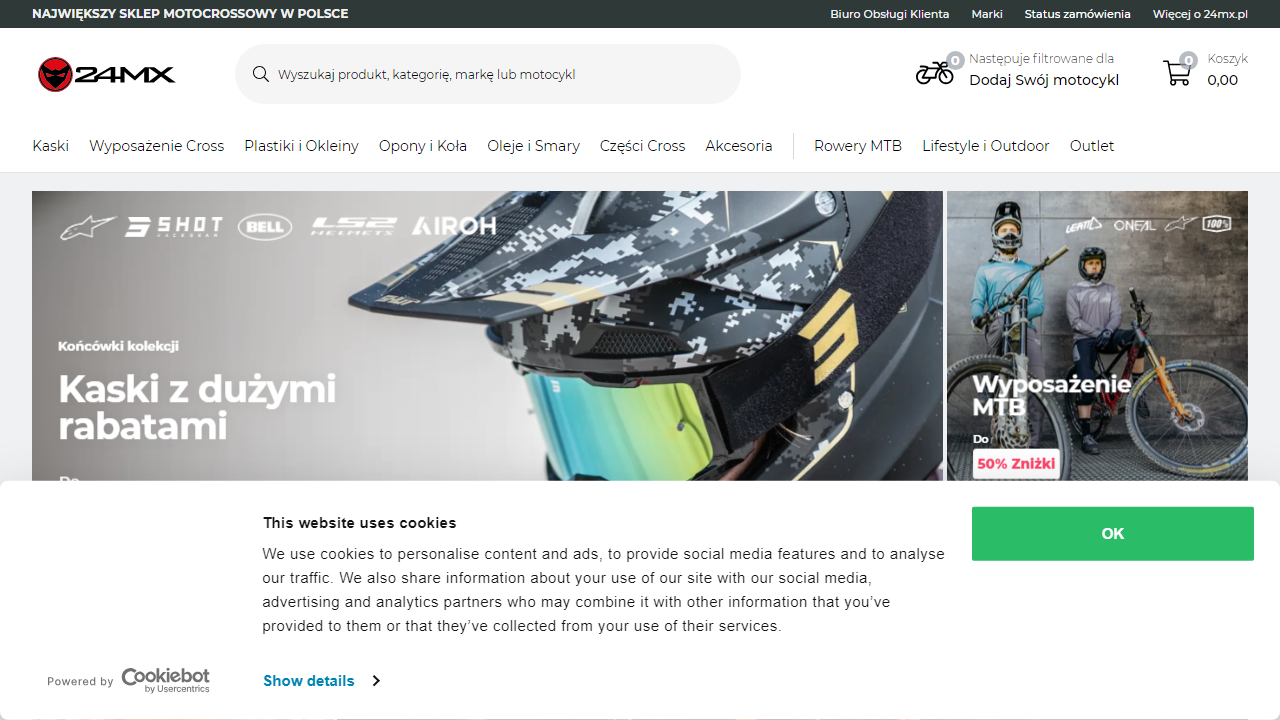 NAJWIĘKSZY SKLEP MOTOCROSSOWY W POLSCE
Biuro Obsługi Klienta Marki Status zamówienia Więcej o 24mx.pl
24MX
Wyszukaj produkt, kategorię, markę lub motocykl
0
Następuje filtrowane dla
Dodaj Swój motocykl
0
Koszyk
0,00
Kaski Wyposażenie Cross Plastiki i Okleiny Opony i Koła Oleje i Smary Części Cross Akcesoria Rowery MTB Lifestyle i Outdoor Outlet
SHOT
RACE GEAR
BELL
LS2
HELMETS
AIROH
Końcówki kolekcji
Kaski z dużymi
rabatami
Do
LEATT ONEAL 100%
Wyposażenie
MTB
Do
50% Zniżki
This website uses cookies
We use cookies to personalise content and ads, to provide social media features and to analyse
our traffic. We also share information about your use of our site with our social media,
advertising and analytics partners who may combine it with other information that you've
provided to them or that they've collected from your use of their services.
OK
Powered by Cookiebot
by Usercentrics
Show details